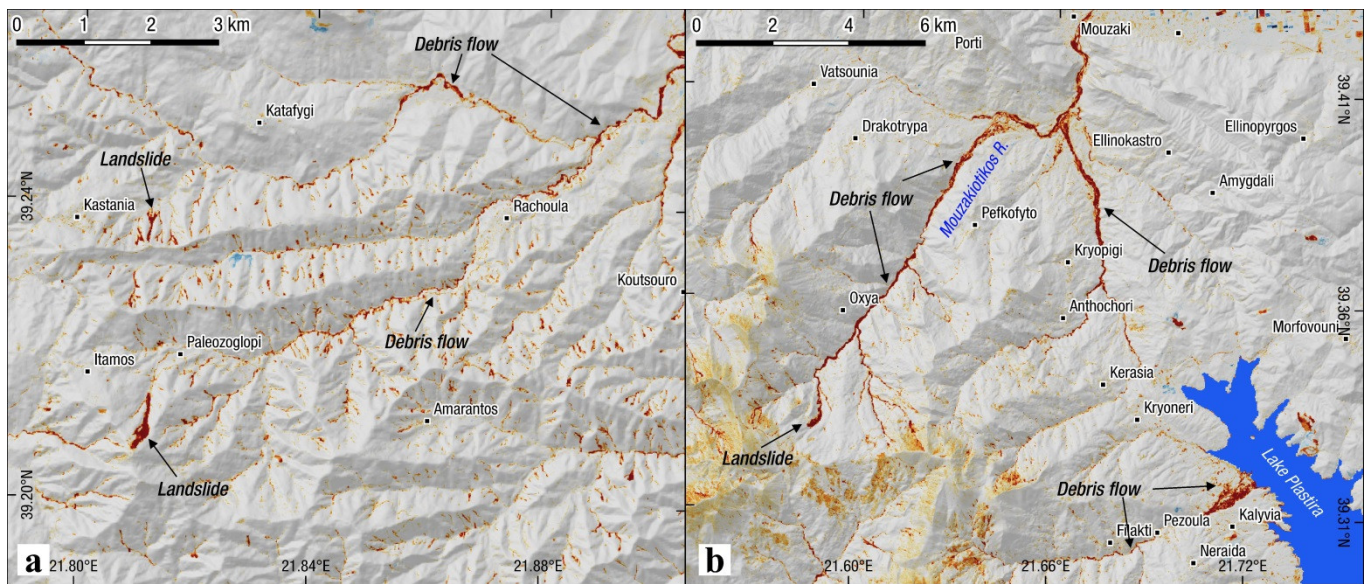 0 1 2 3 km
Debris flow
Katafygi
Landslide
39.24°N
Kastania
Rachoula
Koutsouro
Debris flow
Paleozoglopi
Itamos
Amarantos
Landslide
39.20°N
a
21.80°E 21.84°E 21.88°E
0 2 4 6 km
Mouzaki
Porti
Vatsounia
39.41°N
Drakotrypa
Ellinokastro
Ellinopyrgos
Debris flow
Mouzakiotikos R.
Amygdali
Pefkofyto
Kryopigi
Debris flow
Oxya
Anthochori
39.36°N
Morfovouni
Kerasia
Kryoneri
Landslide
Lake Plastira
Debris flow
Pezoula
Kalyvia
39.31°N
Filakti
Neraida
b
21.60°E 21.66°E 21.72°E